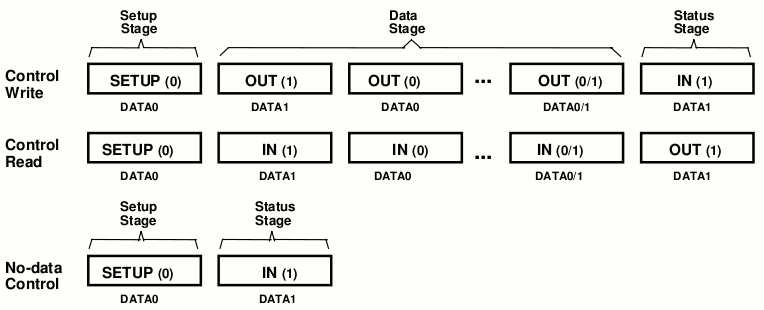 Setup
Stage
Data
Stage
Status
Stage
Control
Write
SETUP (0)
OUT (1)
OUT (0)
...
OUT (0/1)
IN (1)
DATA0
DATA1
DATA0
DATA0/1
DATA1
Control
Read
SETUP (0)
IN (1)
IN (0)
...
IN (0/1)
OUT (1)
DATA0
DATA1
DATA0
DATA0/1
DATA1
Setup
Stage
Status
Stage
No-data
Control
SETUP (0)
IN (1)
DATA0
DATA1